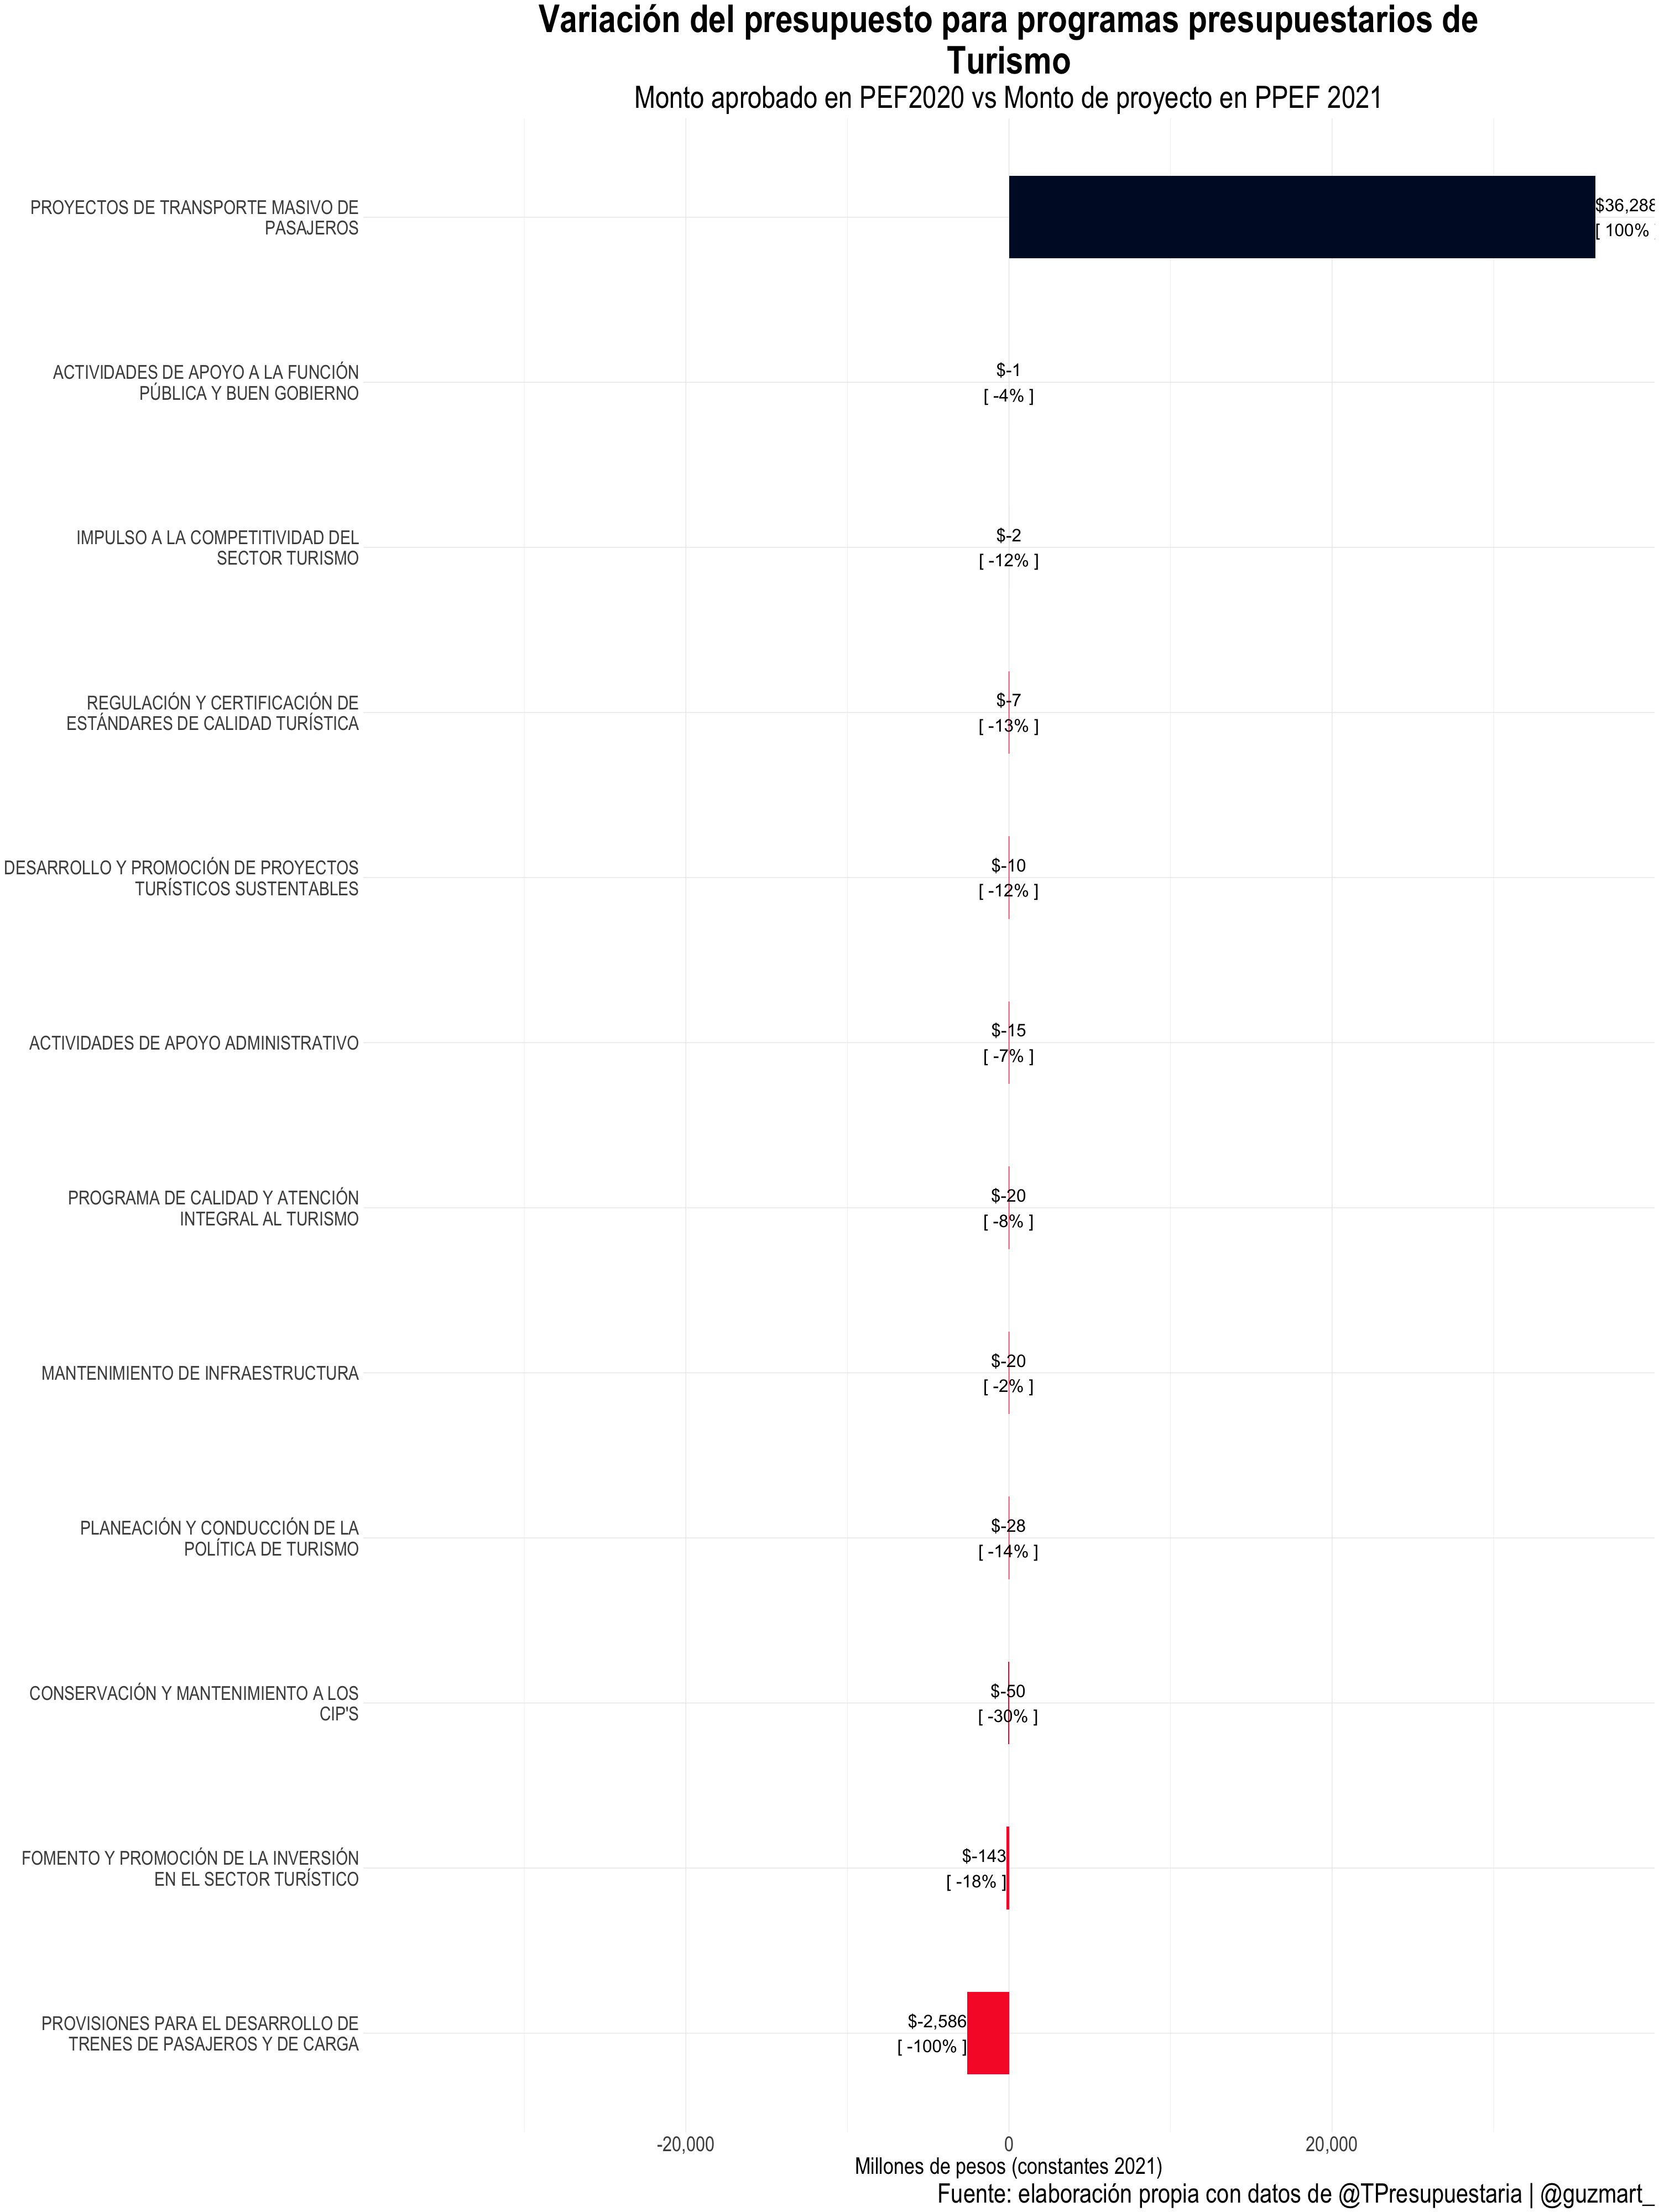 Variación del presupuesto para programas presupuestarios de
Turismo
Monto aprobado en PEF2020 vs Monto de proyecto en PPEF 2021
PROYECTOS DE TRANSPORTE MASIVO DE
PASAJEROS
$36,288
[ 100%
ACTIVIDADES DE APOYO A LA FUNCIÓN
PÚBLICA Y BUEN GOBIERNO
$-1
[ -4% ]
IMPULSO A LA COMPETITIVIDAD DEL
SECTOR TURISMO
$-2
[ -12% ]
REGULACIÓN Y CERTIFICACIÓN DE
ESTÁNDARES DE CALIDAD TURÍSTICA
$-7
[ -13% ]
DESARROLLO Y PROMOCIÓN DE PROYECTOS
TURÍSTICOS SUSTENTABLES
$-10
[ -12% ]
ACTIVIDADES DE APOYO ADMINISTRATIVO
$-15
[ -7% ]
PROGRAMA DE CALIDAD Y ATENCIÓN
INTEGRAL AL TURISMO
$-20
[ -8% ]
MANTENIMIENTO DE INFRAESTRUCTURA
$-20
[ -2% ]
PLANEACIÓN Y CONDUCCIÓN DE LA
POLÍTICA DE TURISMO
$-28
[ -14% ]
CONSERVACIÓN Y MANTENIMIENTO A LOS
CIP'S
$-50
[ -30% ]
FOMENTO Y PROMOCIÓN DE LA INVERSIÓN
EN EL SECTOR TURÍSTICO
$-143
[ -18% ]
PROVISIONES PARA EL DESARROLLO DE
TRENES DE PASAJEROS Y DE CARGA
$-2,586
[ -100% ]
-20,000 0 20,000
Millones de pesos (constantes 2021)
Fuente: elaboración propia con datos de @TPresupuestaria | @guzmart_